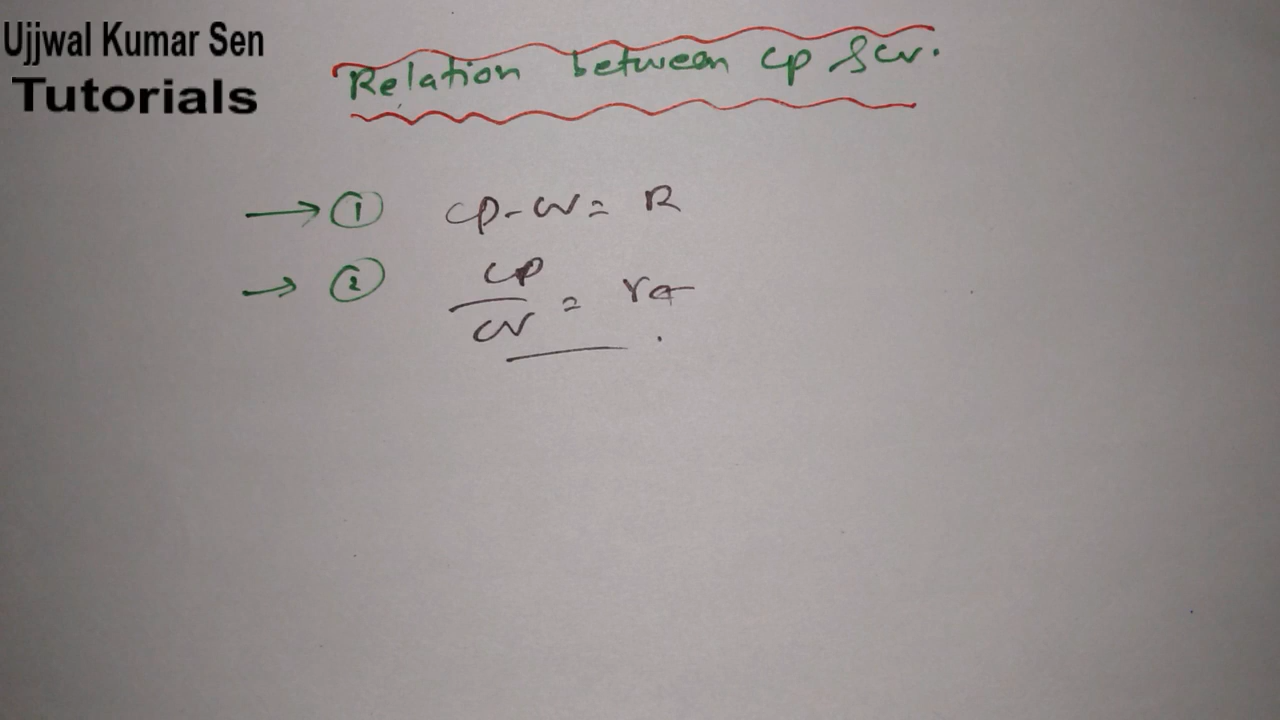 Ujjwal Kumar Sen
Tutorials
Relation between cp & cv.
→ ① cp - cv = R
→ ② cp
cv = γ